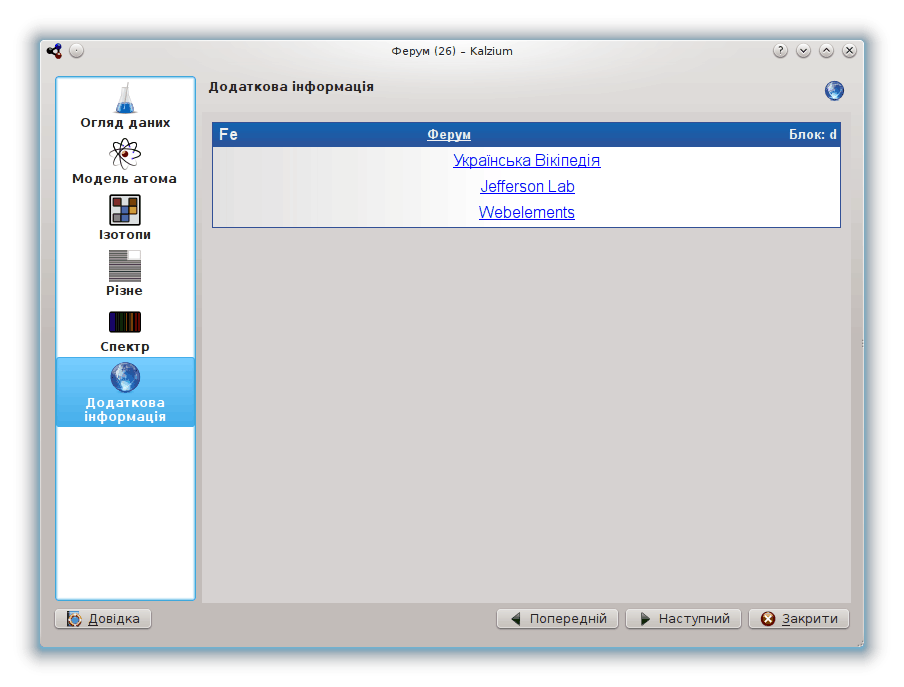 Ферум (26) – Kalzium
Огляд даних
Модель атома
Ізотопи
Різне
Спектр
Додаткова
інформація
Додаткова інформація
Fe Ферум Блок: d
Українська Вікіпедія
Jefferson Lab
Webelements
Довідка Попередній Наступний Закрити